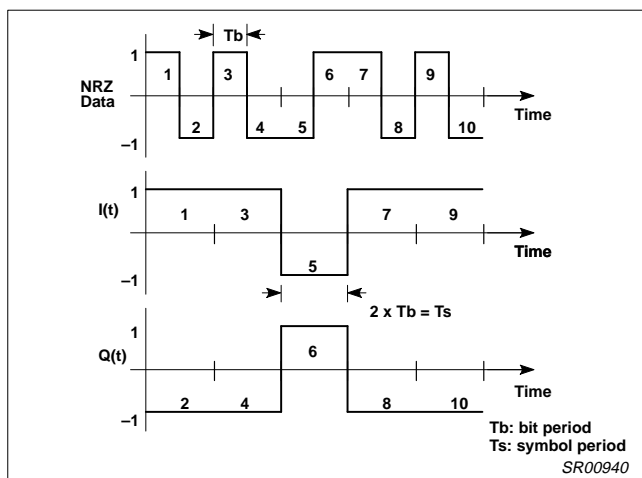 Tb
1
NRZ
Data
–1
1
2
3
4
5
6
7
8
9
10
Time
1
I(t)
–1
1
3
5
7
9
Time
2 x Tb = Ts
1
Q(t)
–1
2
4
6
8
10
Time
Tb: bit period
Ts: symbol period
SR00940